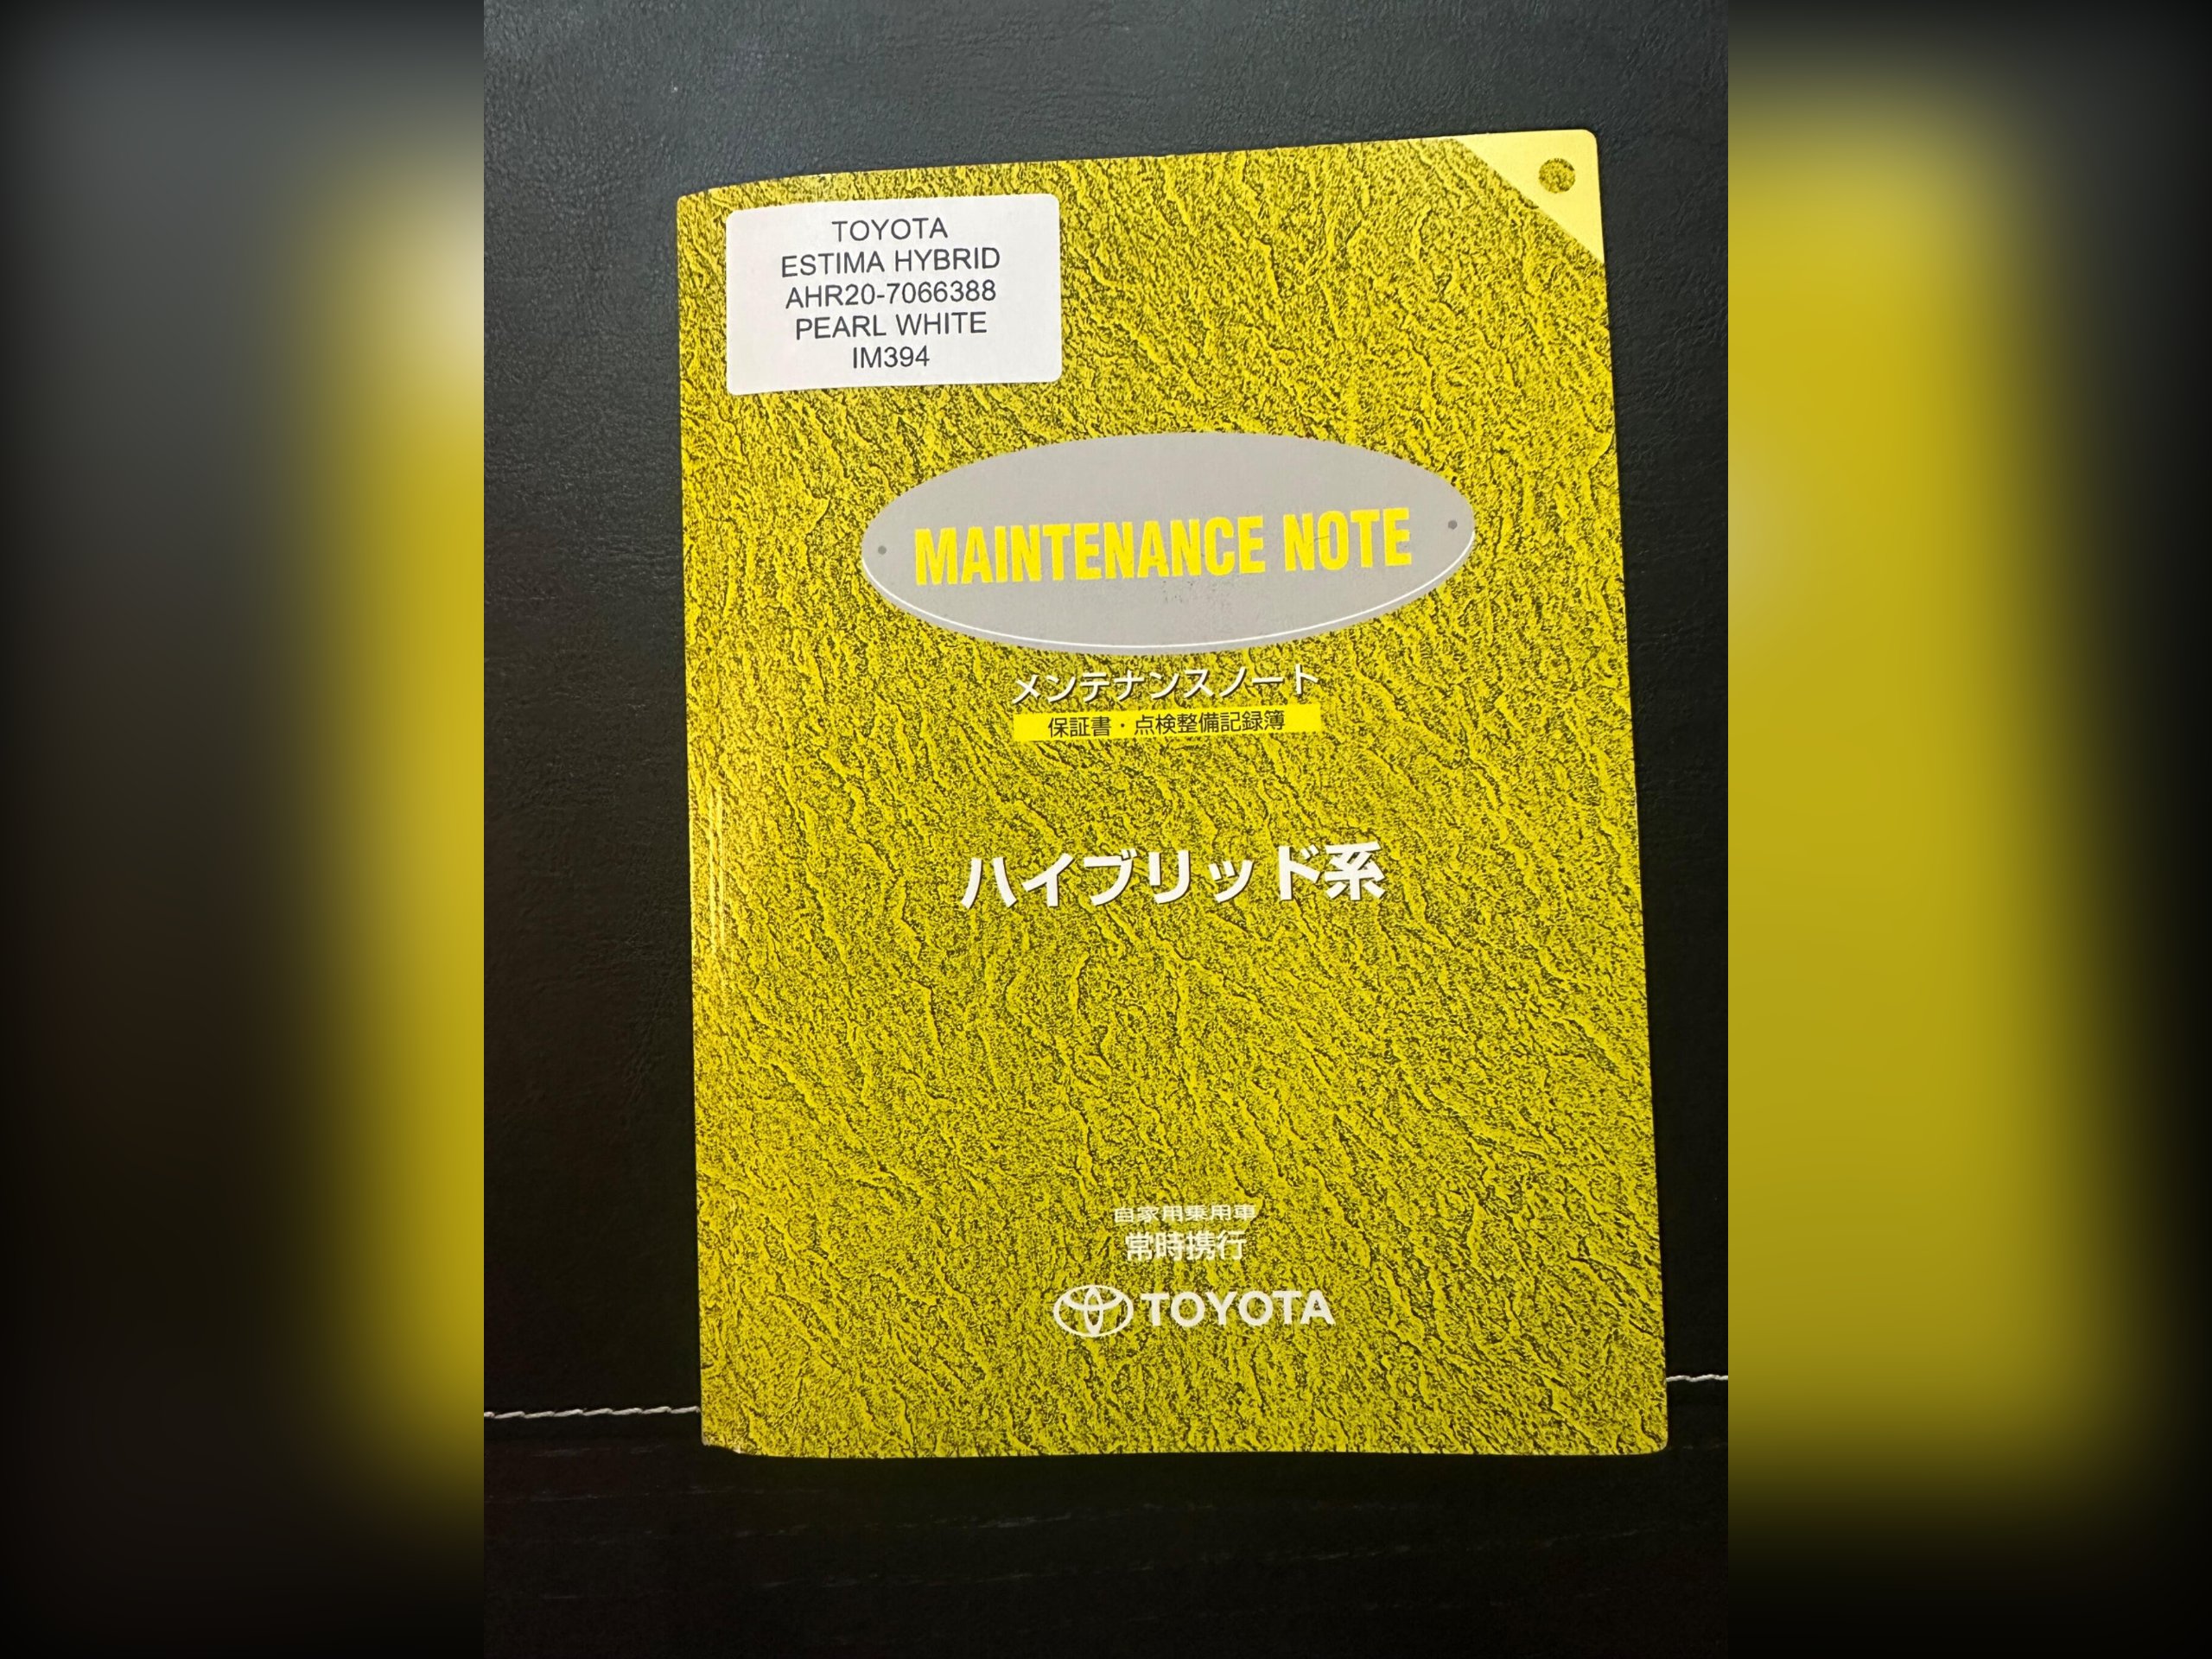 TOYOTA
ESTIMA HYBRID
AHR20-7066388
PEARL WHITE
IM394
MAINTENANCE NOTE
メンテナンスノート
保証書・点検整備記録簿
ハイブリッド系
自家用乗用車
常時携行
TOYOTA